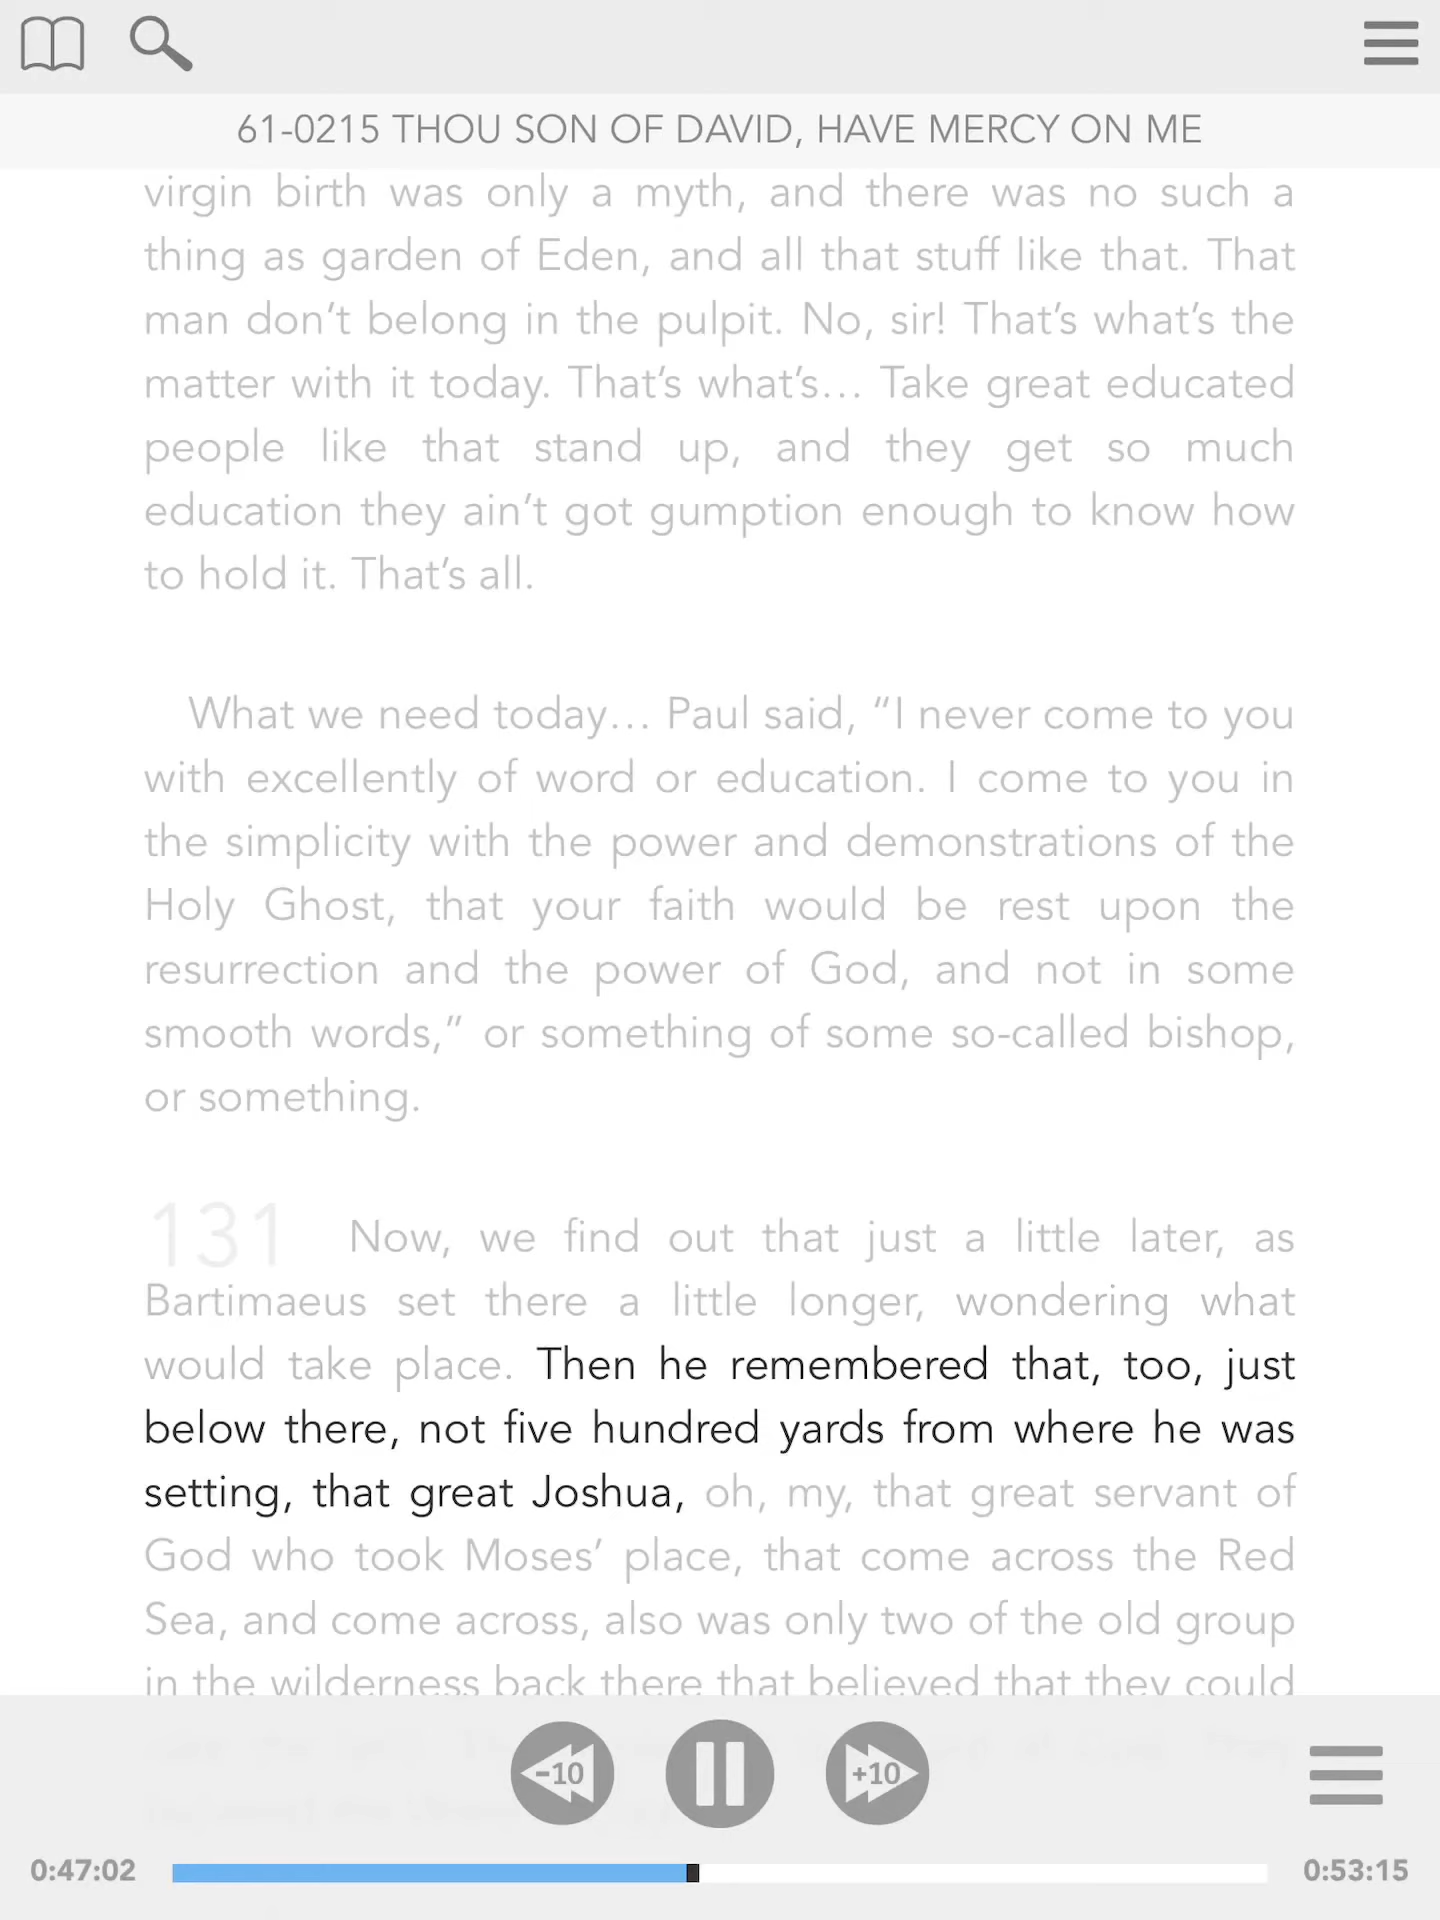 61-0215 THOU SON OF DAVID, HAVE MERCY ON ME
virgin birth was only a myth, and there was no such a
thing as garden of Eden, and all that stuff like that. That
man don’t belong in the pulpit. No, sir! That’s what’s the
matter with it today. That’s what’s… Take great educated
people like that stand up, and they get so much
education they ain’t got gumption enough to know how
to hold it. That’s all.
What we need today… Paul said, “I never come to you
with excellently of word or education. I come to you in
the simplicity with the power and demonstrations of the
Holy Ghost, that your faith would be rest upon the
resurrection and the power of God, and not in some
smooth words,” or something of some so-called bishop,
or something.
131 Now, we find out that just a little later, as
Bartimaeus set there a little longer, wondering what
would take place. Then he remembered that, too, just
below there, not five hundred yards from where he was
setting, that great Joshua, oh, my, that great servant of
God who took Moses’ place, that come across the Red
Sea, and come across, also was only two of the old group
in the wilderness back there that believed that they could
-10 +10
0:47:02 0:53:15